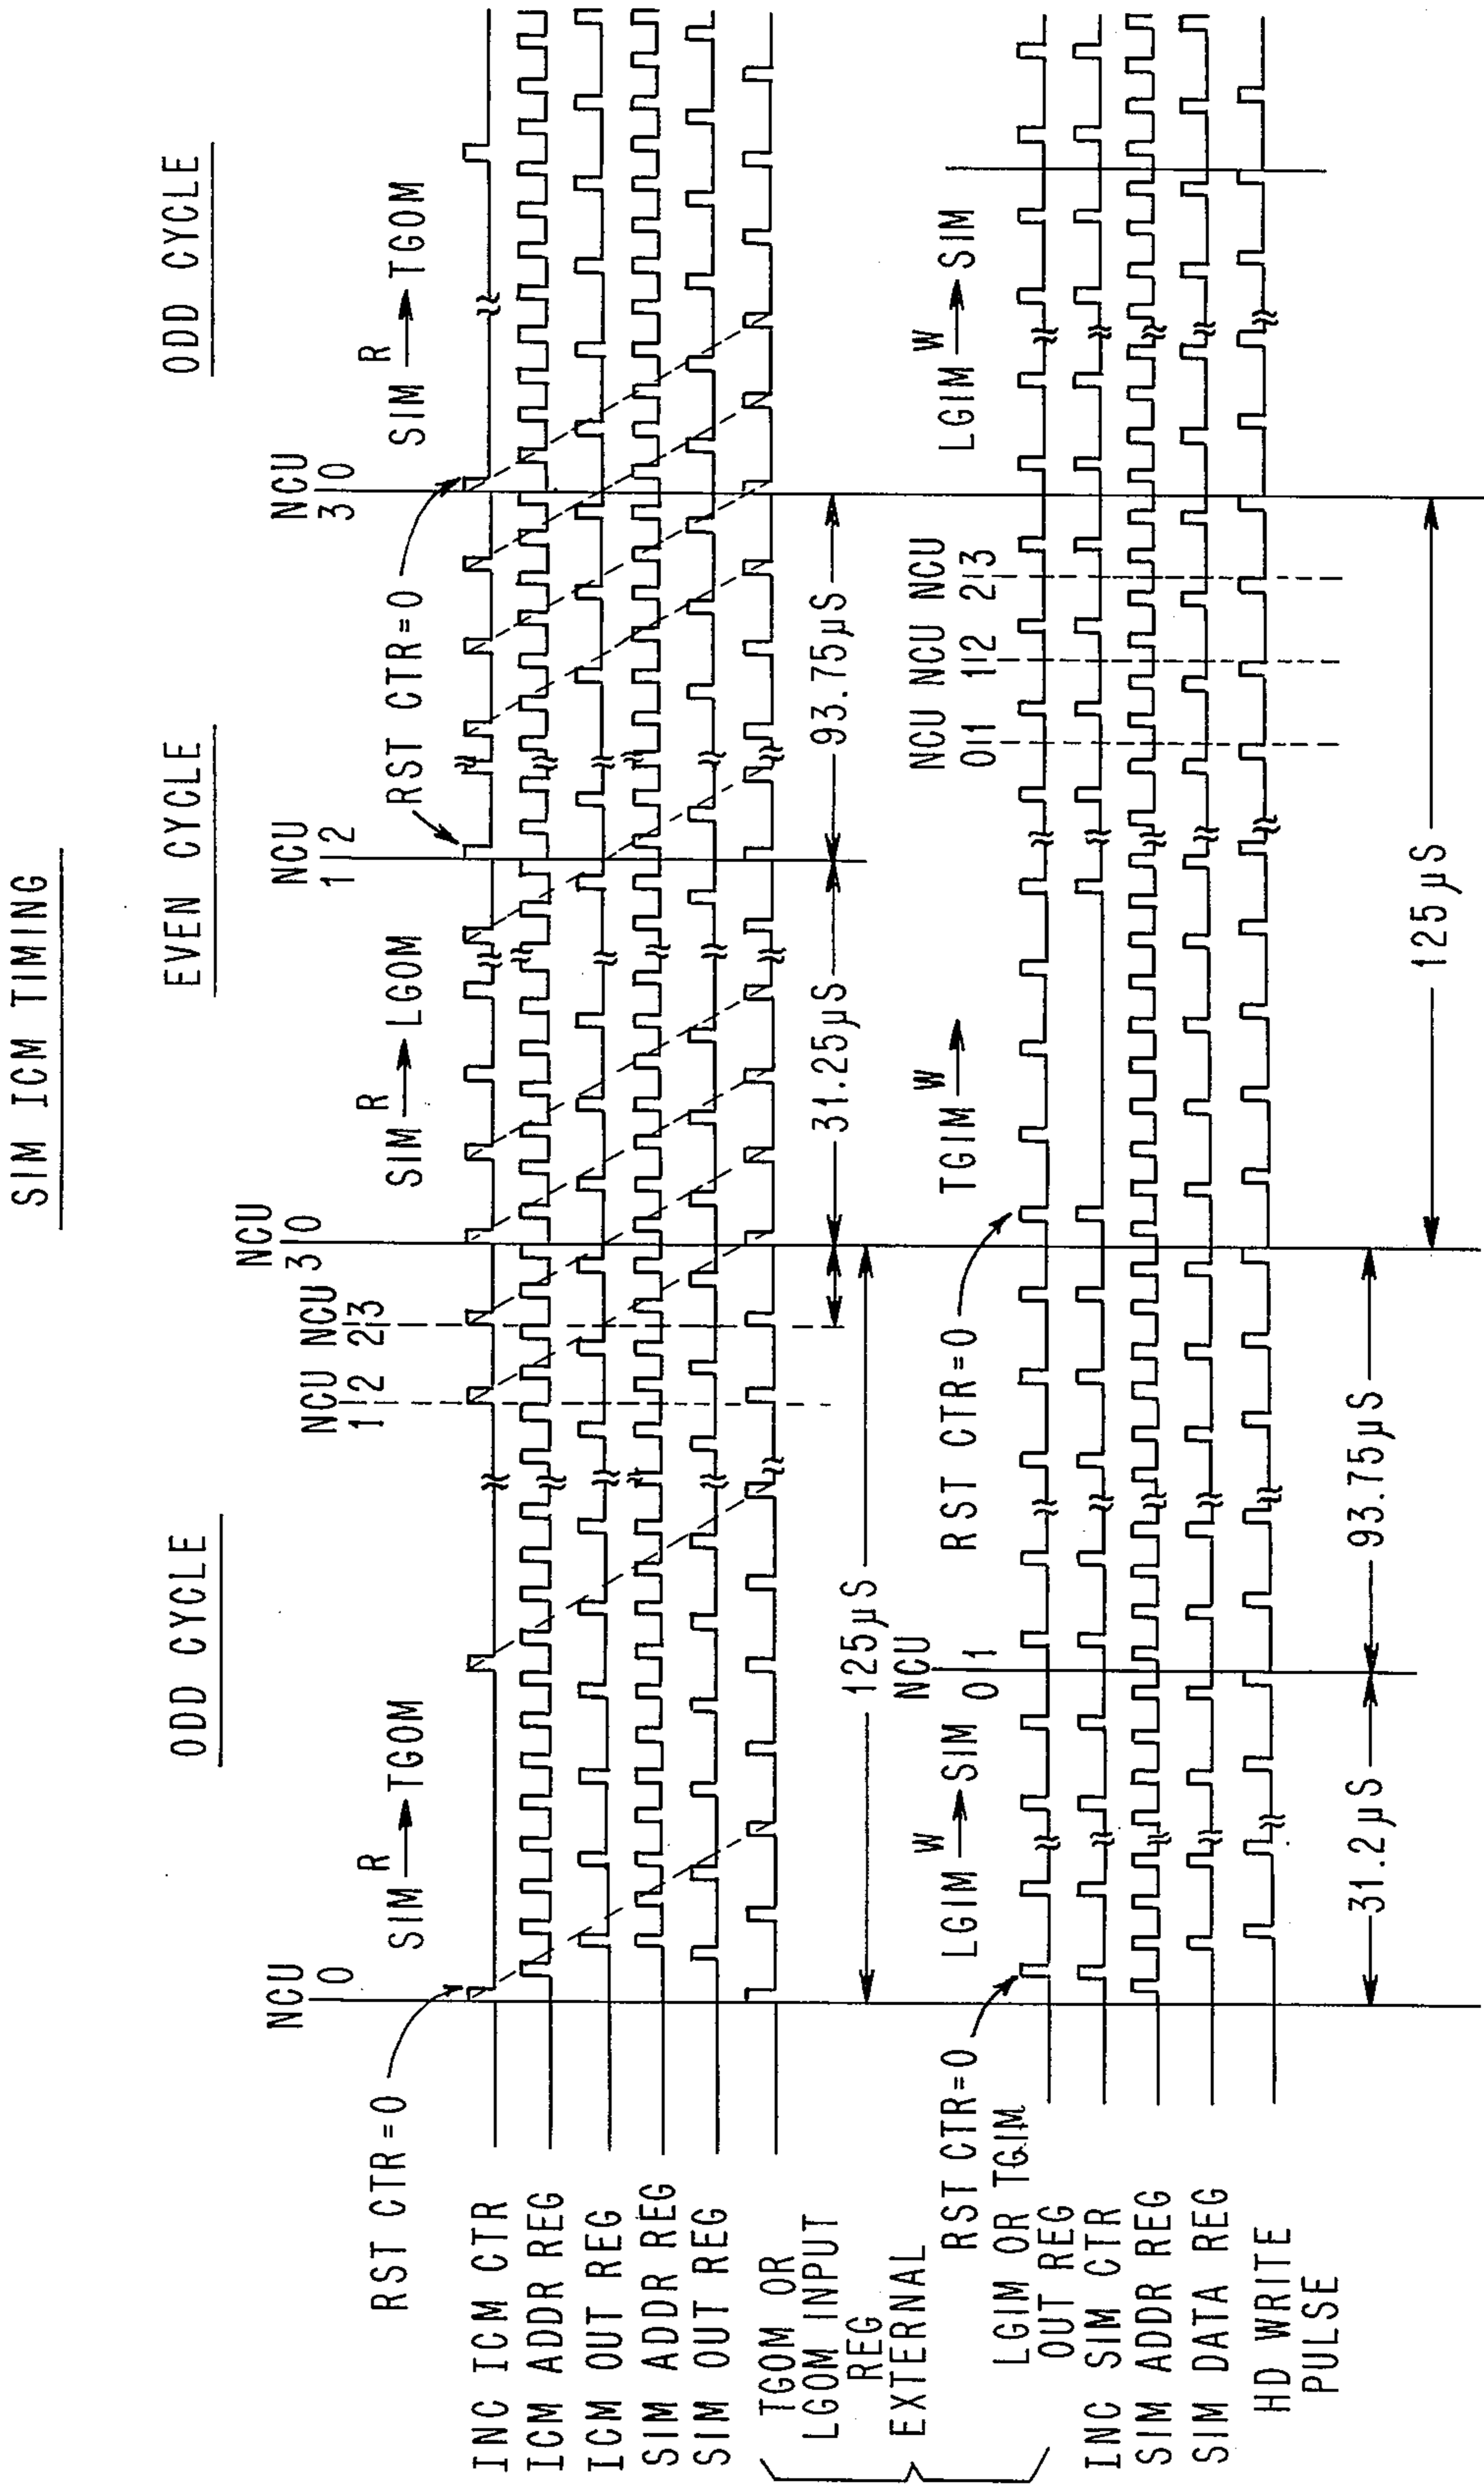 SIM ICM TIMING
ODD CYCLE
EVEN CYCLE
ODD CYCLE
NCU
1 0
NCU NCU
1 2 2 3
NCU
3 0
NCU
1 2
NCU
3 0
RST CTR=0
SIM R TGOM
SIM R LGOM
RST CTR=0
SIM R TGOM
INC ICM CTR
ICM ADDR REG
ICM OUT REG
SIM ADDR REG
SIM OUT REG
TGOM OR
LGOM INPUT
REG
EXTERNAL
125μS
31.25μS
93.75μS
RST CTR=0
LGIM W SIM
NCU
0 1
RST CTR=0
TGIM W
NCU NCU NCU
0 1 1 2 2 3
LGIM W SIM
LGIM OR TGIM
OUT REG
INC SIM CTR
SIM ADDR REG
SIM DATA REG
HD WRITE
PULSE
31.2μS
93.75μS
125μS